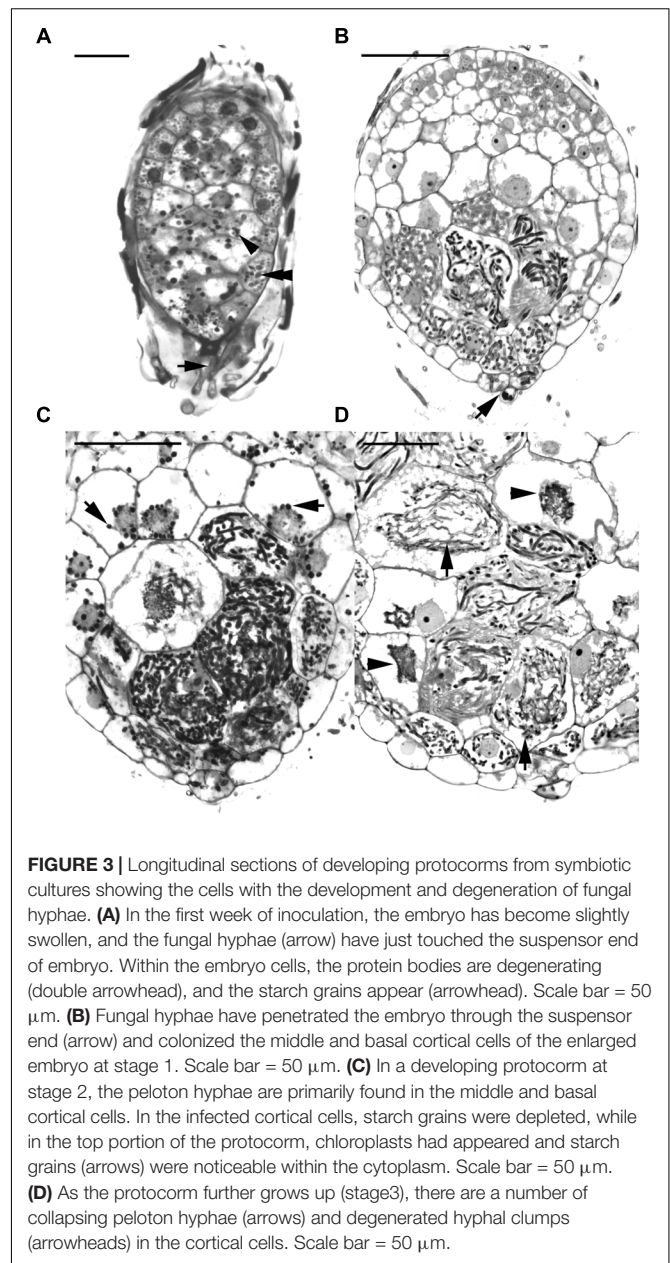 A
B
C
D
FIGURE 3 | Longitudinal sections of developing protocorms from symbiotic
cultures showing the cells with the development and degeneration of fungal
hyphae. (A) In the first week of inoculation, the embryo has become slightly
swollen, and the fungal hyphae (arrow) have just touched the suspensor end
of embryo. Within the embryo cells, the protein bodies are degenerating
(double arrowhead), and the starch grains appear (arrowhead). Scale bar = 50
μm. (B) Fungal hyphae have penetrated the embryo through the suspensor
end (arrow) and colonized the middle and basal cortical cells of the enlarged
embryo at stage 1. Scale bar = 50 μm. (C) In a developing protocorm at
stage 2, the peloton hyphae are primarily found in the middle and basal
cortical cells. In the infected cortical cells, starch grains were depleted, while
in the top portion of the protocorm, chloroplasts had appeared and starch
grains (arrows) were noticeable within the cytoplasm. Scale bar = 50 μm.
(D) As the protocorm further grows up (stage3), there are a number of
collapsing peloton hyphae (arrows) and degenerated hyphal clumps
(arrowheads) in the cortical cells. Scale bar = 50 μm.